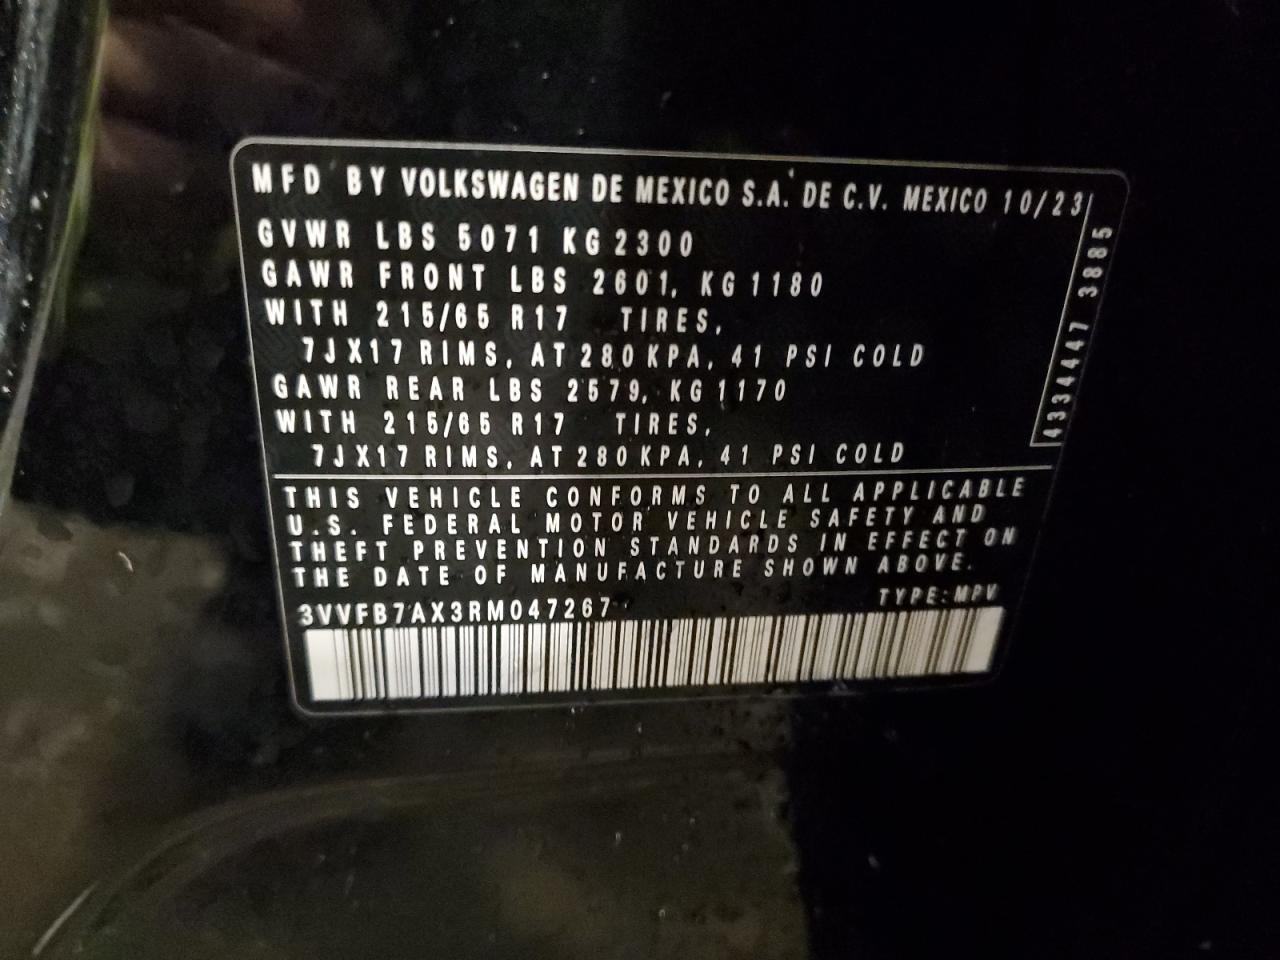 MFD BY VOLKSWAGEN DE MEXICO S.A. DE C.V. MEXICO 10/23
GVWR LBS 5071 KG 2300
GAWR FRONT LBS 2601, KG 1180
WITH 215/65 R17 TIRES,
7JX17 RIMS, AT 280 KPA, 41 PSI COLD
GAWR REAR LBS 2579, KG 1170
WITH 215/65 R17 TIRES,
7JX17 RIMS, AT 280 KPA, 41 PSI COLD
4334447 3885
THIS VEHICLE CONFORMS TO ALL APPLICABLE
U.S. FEDERAL MOTOR VEHICLE SAFETY AND
THEFT PREVENTION STANDARDS IN EFFECT ON
THE DATE OF MANUFACTURE SHOWN ABOVE.
3VVFB7AX3RM047267 TYPE: MPV